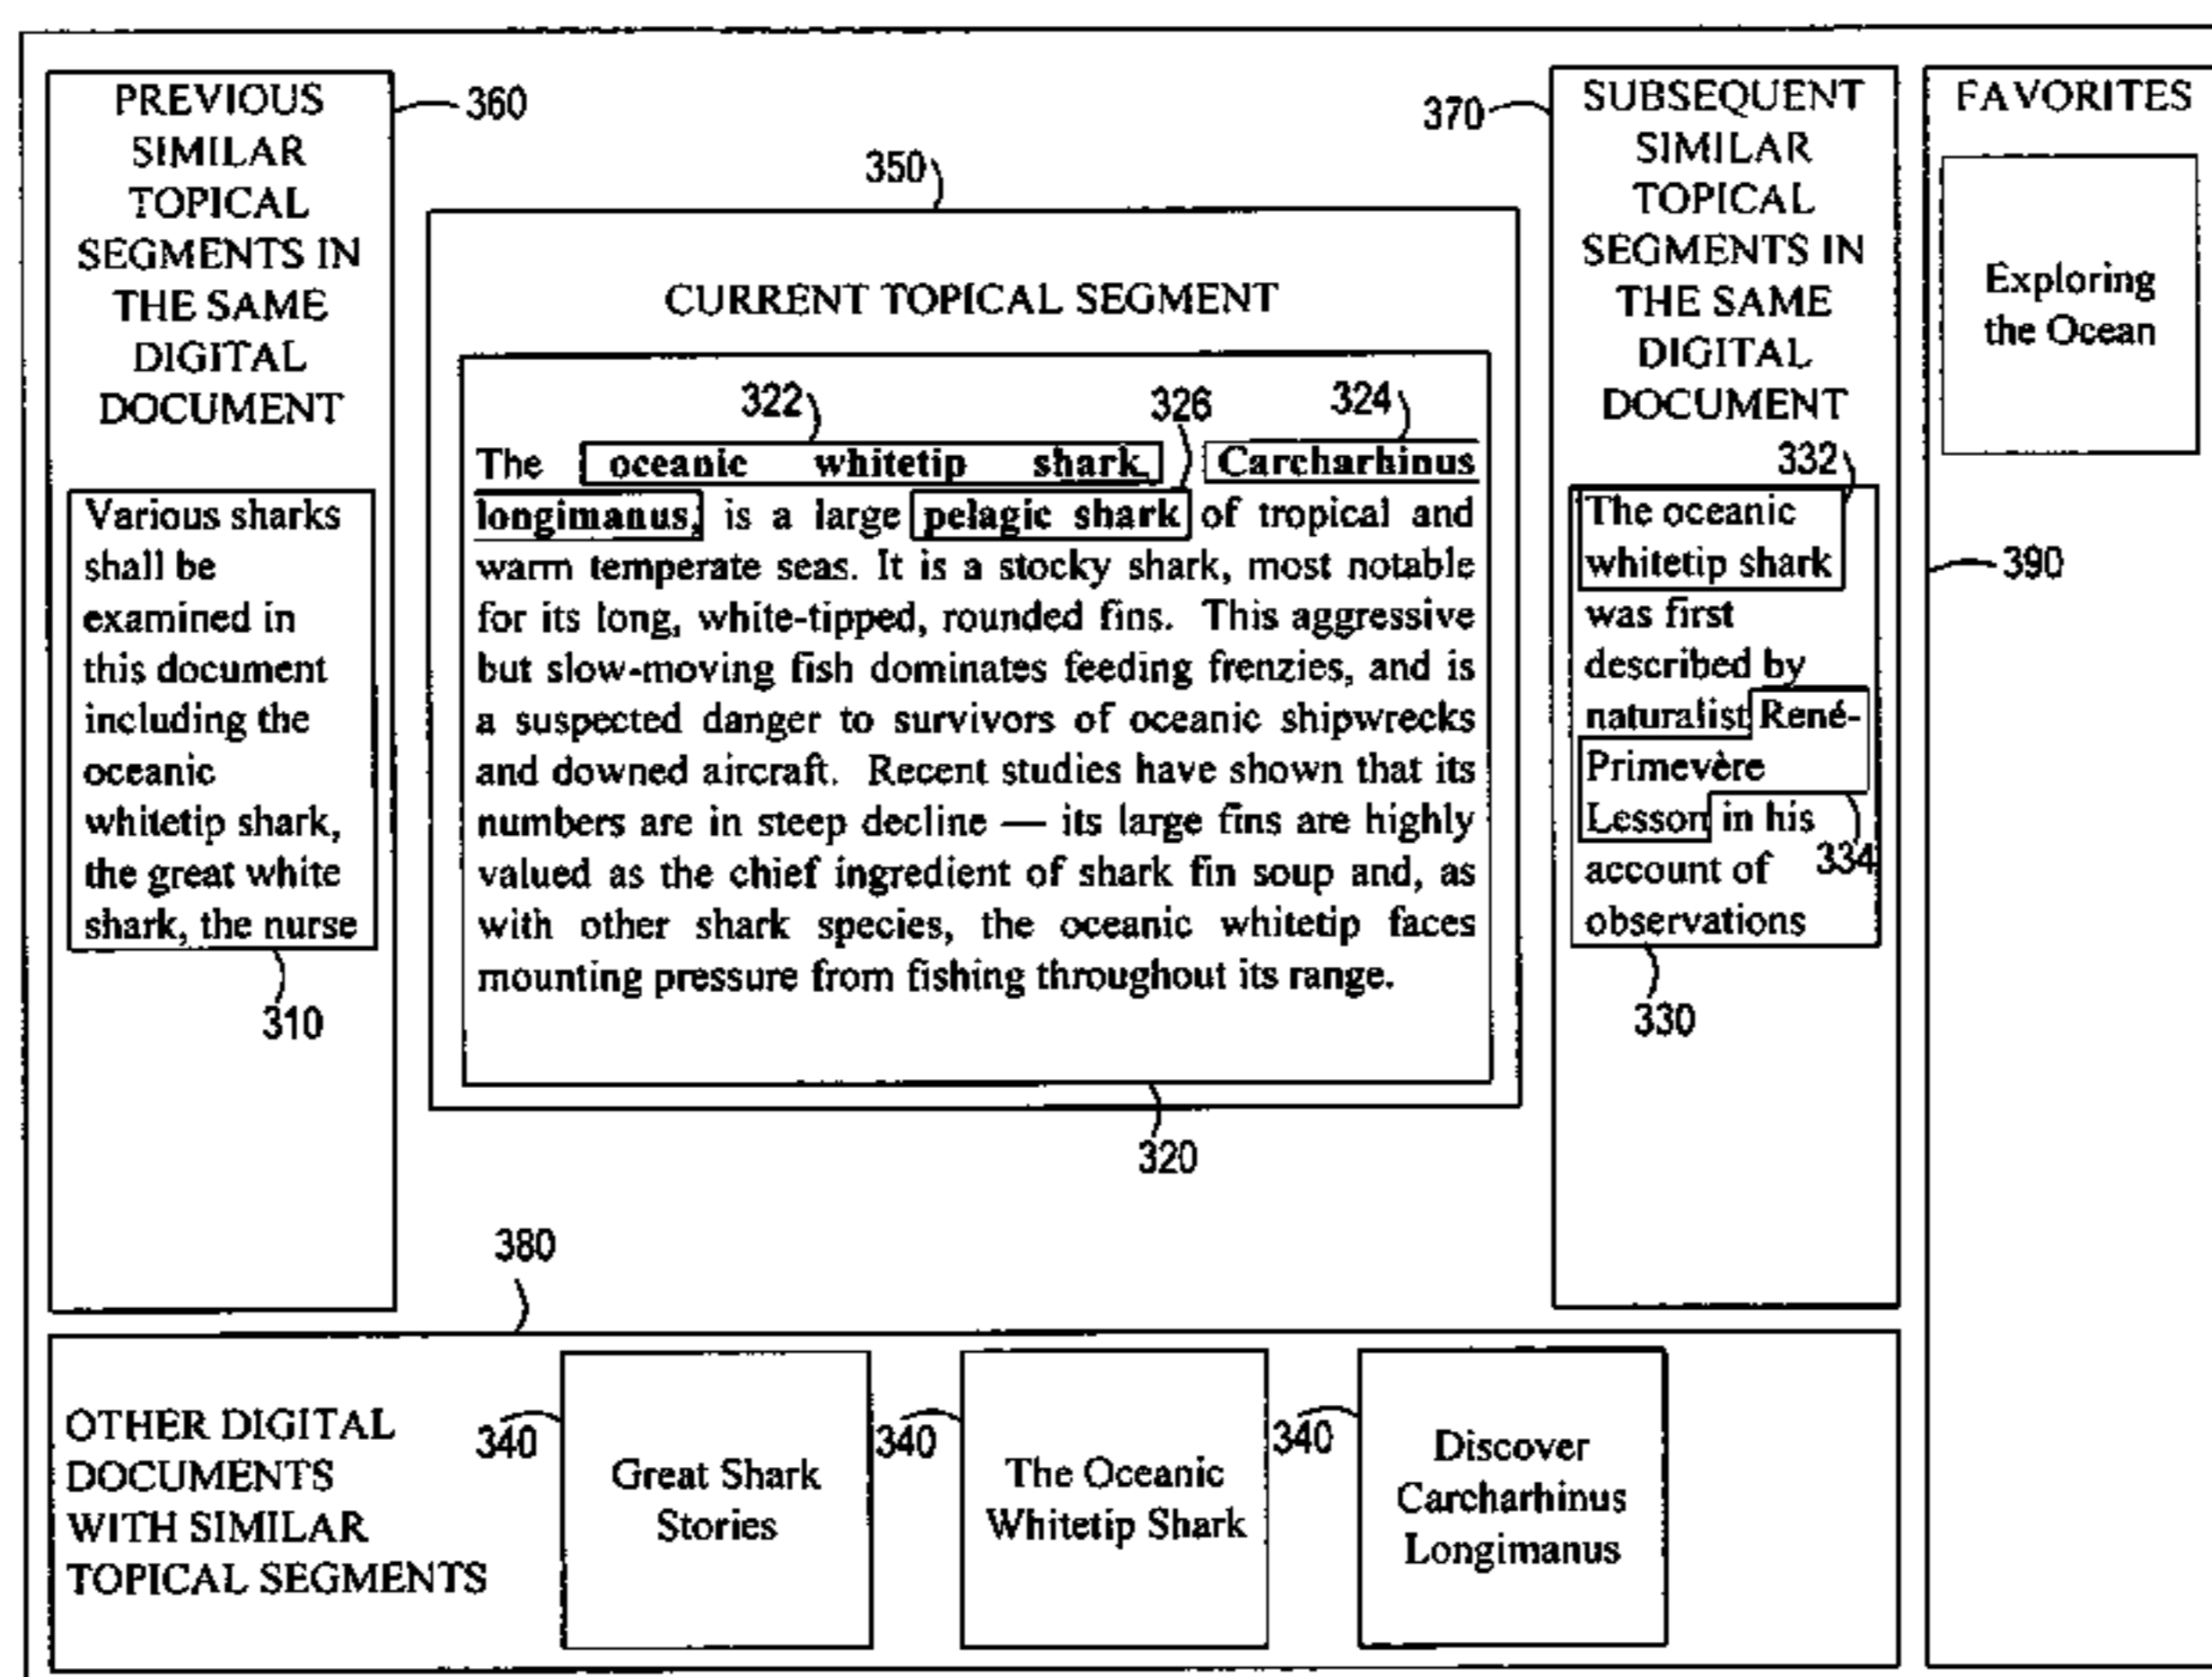 PREVIOUS
SIMILAR
TOPICAL
SEGMENTS IN
THE SAME
DIGITAL
DOCUMENT
360
Various sharks
shall be
examined in
this document
including the
oceanic
whitetip shark,
the great white
shark, the nurse
310
350
CURRENT TOPICAL SEGMENT
322
326
324
The oceanic whitetip shark, Carcharhinus
longimanus, is a large pelagic shark of tropical and
warm temperate seas. It is a stocky shark, most notable
for its long, white-tipped, rounded fins. This aggressive
but slow-moving fish dominates feeding frenzies, and is
a suspected danger to survivors of oceanic shipwrecks
and downed aircraft. Recent studies have shown that its
numbers are in steep decline — its large fins are highly
valued as the chief ingredient of shark fin soup and, as
with other shark species, the oceanic whitetip faces
mounting pressure from fishing throughout its range.
320
370
SUBSEQUENT
SIMILAR
TOPICAL
SEGMENTS IN
THE SAME
DIGITAL
DOCUMENT
332
The oceanic
whitetip shark
was first
described by
naturalist René-
Primevère
Lesson in his
account of
334
observations
330
FAVORITES
Exploring
the Ocean
390
380
OTHER DIGITAL
DOCUMENTS
WITH SIMILAR
TOPICAL SEGMENTS
340
Great Shark
Stories
340
The Oceanic
Whitetip Shark
340
Discover
Carcharhinus
Longimanus